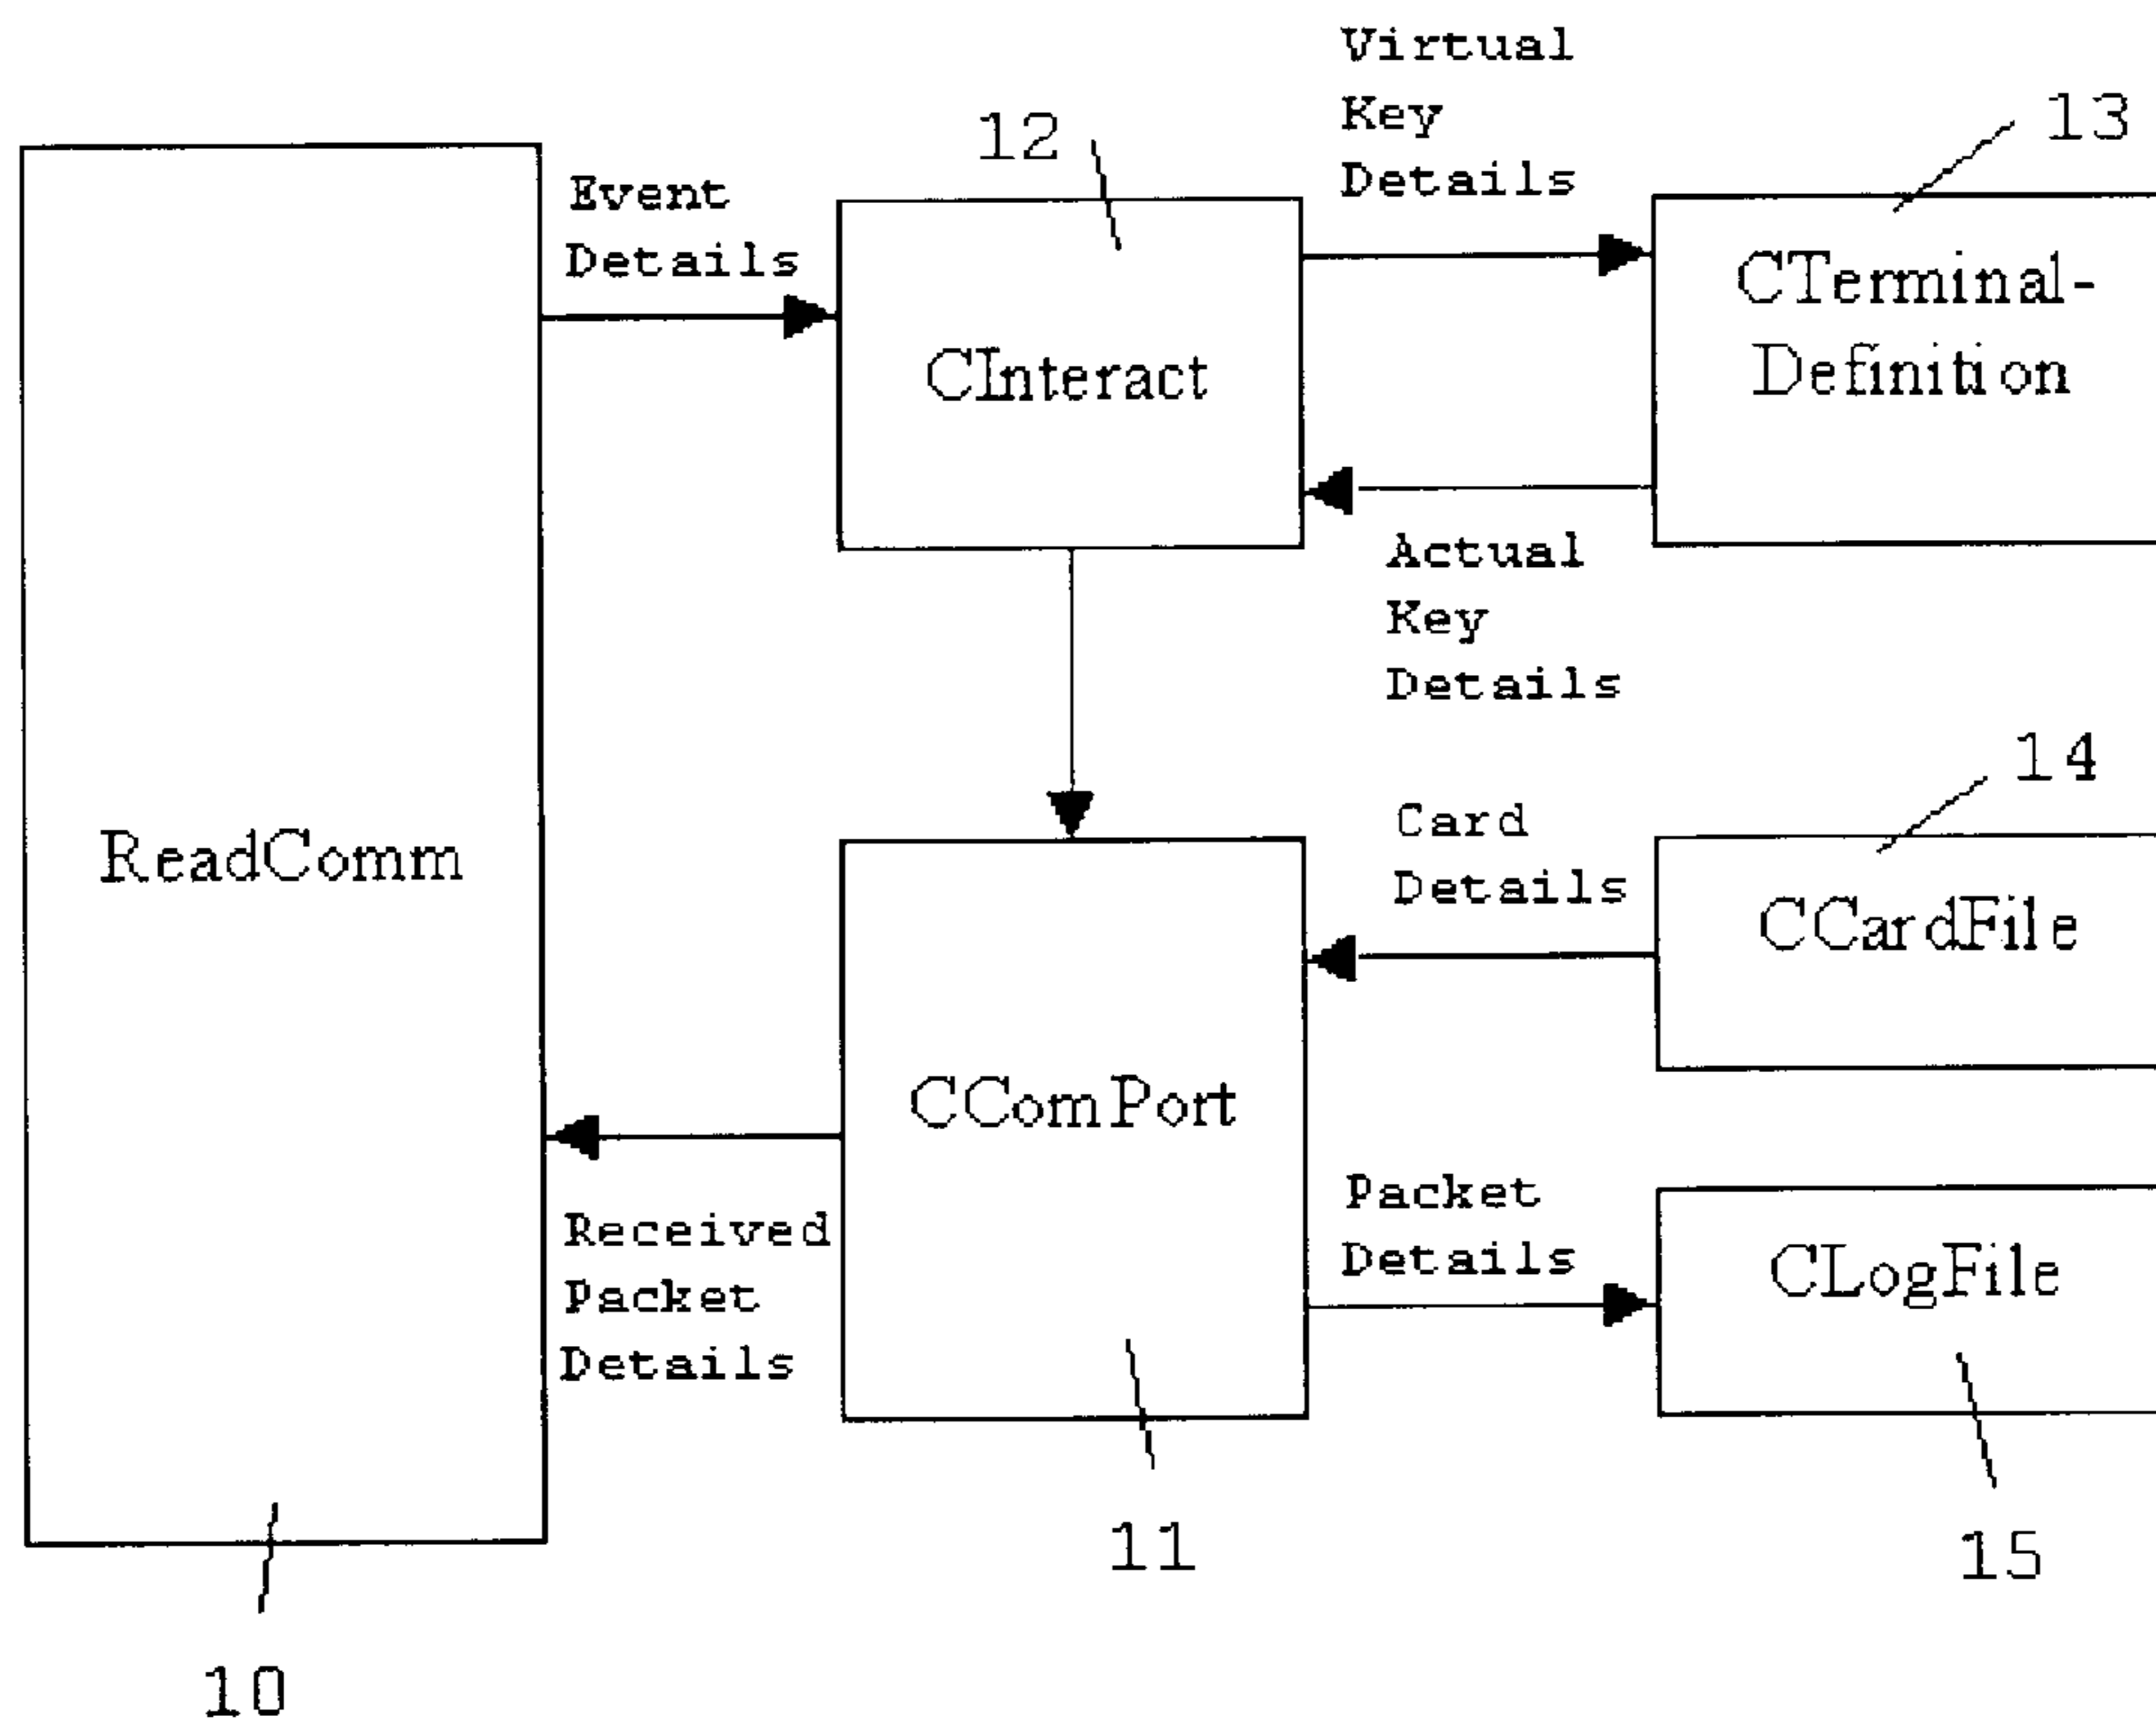 Virtual
Key
Details
12
13
Event
Details
CTerminal-
Definition
CInteract
Actual
Key
Details
14
Card
Details
ReadComm
CCardFile
CComPort
Packet
Details
Received
Packet
Details
CLogFile
11
15
10